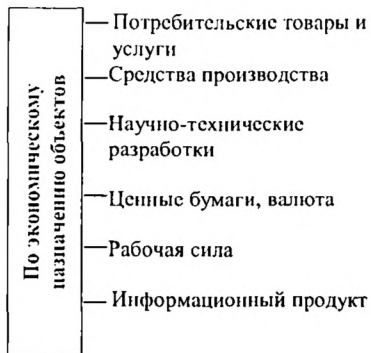 По экономическому
назначению объектов
Потребительские товары и
услуги
Средства производства
Научно-технические
разработки
Ценные бумаги, валюта
Рабочая сила
Информационный продукт